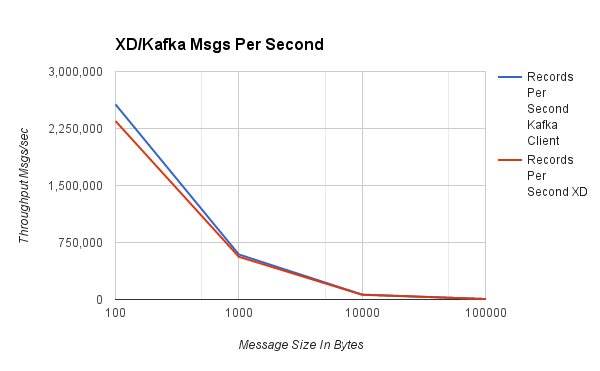 XD/Kafka Msgs Per Second
3,000,000
2,250,000
1,500,000
750,000
0
Throughput Msgs/sec
100
1000
10000
100000
Message Size In Bytes
Records
Per
Second
Kafka
Client
Records
Per
Second XD